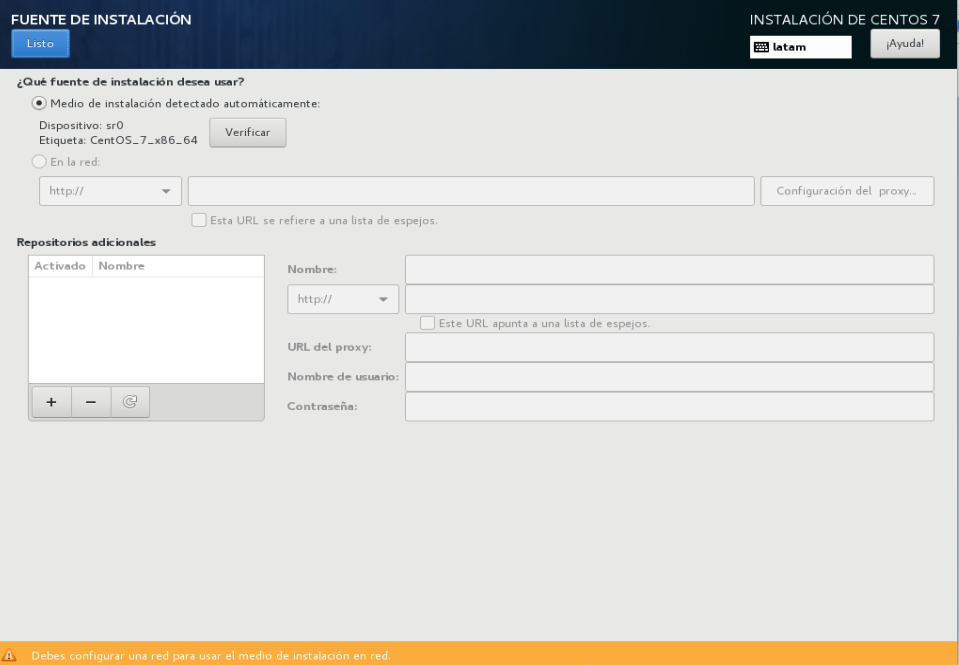 FUENTE DE INSTALACIÓN
INSTALACIÓN DE CENTOS 7
Listo
latam
¡Ayuda!
¿Qué fuente de instalación desea usar?
Medio de instalación detectado automáticamente:
Dispositivo: sr0
Etiqueta: CentOS_7_x86_64
Verificar
En la red:
http://
Configuración del proxy...
Esta URL se refiere a una lista de espejos.
Repositorios adicionales
Activado Nombre
Nombre:
http://
Este URL apunta a una lista de espejos.
URL del proxy:
Nombre de usuario:
Contraseña:
Debes configurar una red para usar el medio de instalación en red.